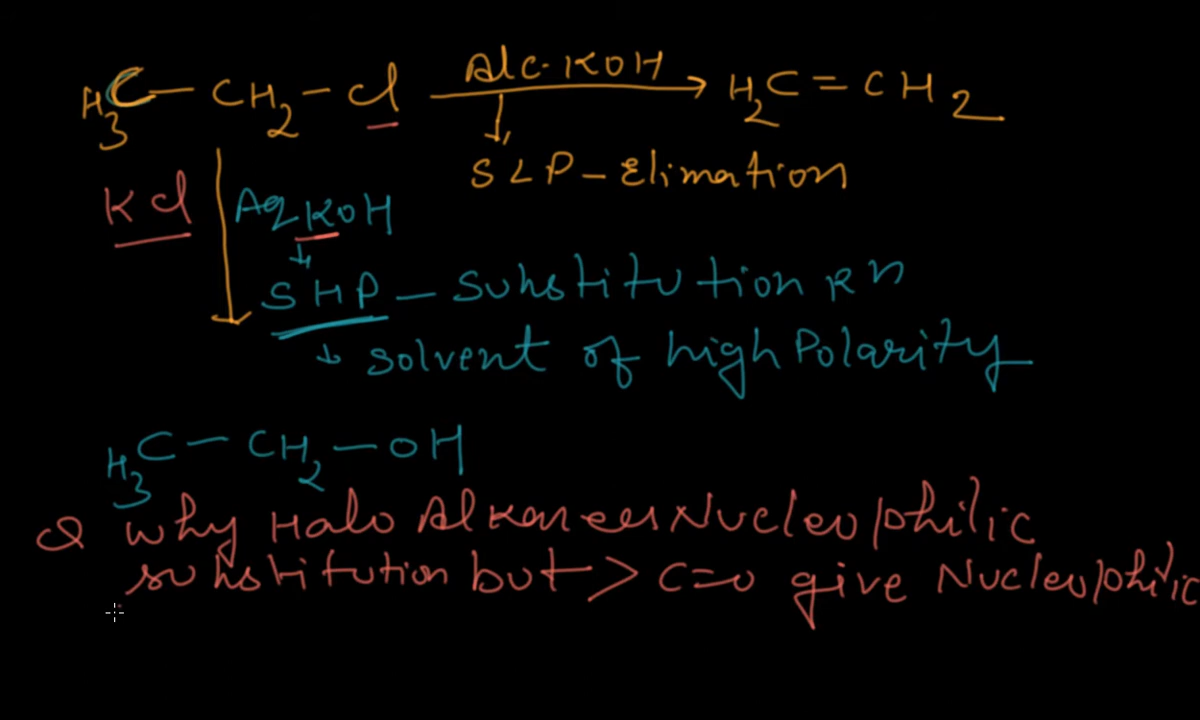 H3C-CH2-Cl Alc.KOH → H2C=CH2
↓
SLP-Elimation
KCl Aq KOH
↓
SHP-Substitution Rn
↓ solvent of high Polarity
H3C-CH2-OH
Q why Halo Alkanes Nucleophilic
substitution but >C=O give Nucleophilic